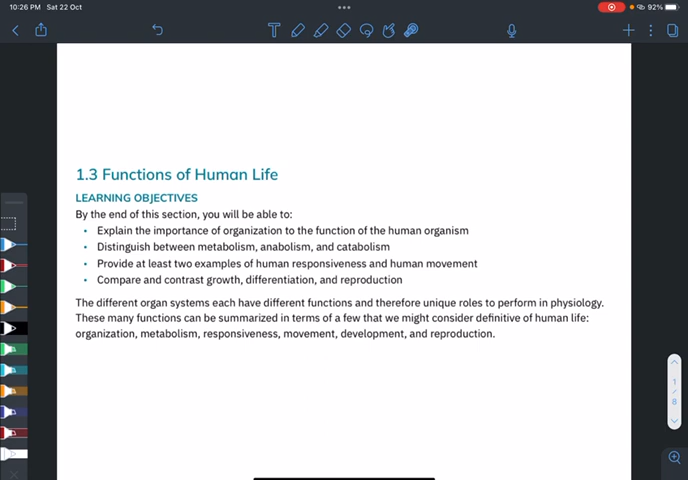 10:26 PM Sat 22 Oct
92%
1.3 Functions of Human Life
LEARNING OBJECTIVES
By the end of this section, you will be able to:
• Explain the importance of organization to the function of the human organism
• Distinguish between metabolism, anabolism, and catabolism
• Provide at least two examples of human responsiveness and human movement
• Compare and contrast growth, differentiation, and reproduction
The different organ systems each have different functions and therefore unique roles to perform in physiology.
These many functions can be summarized in terms of a few that we might consider definitive of human life:
organization, metabolism, responsiveness, movement, development, and reproduction.
1
/
8